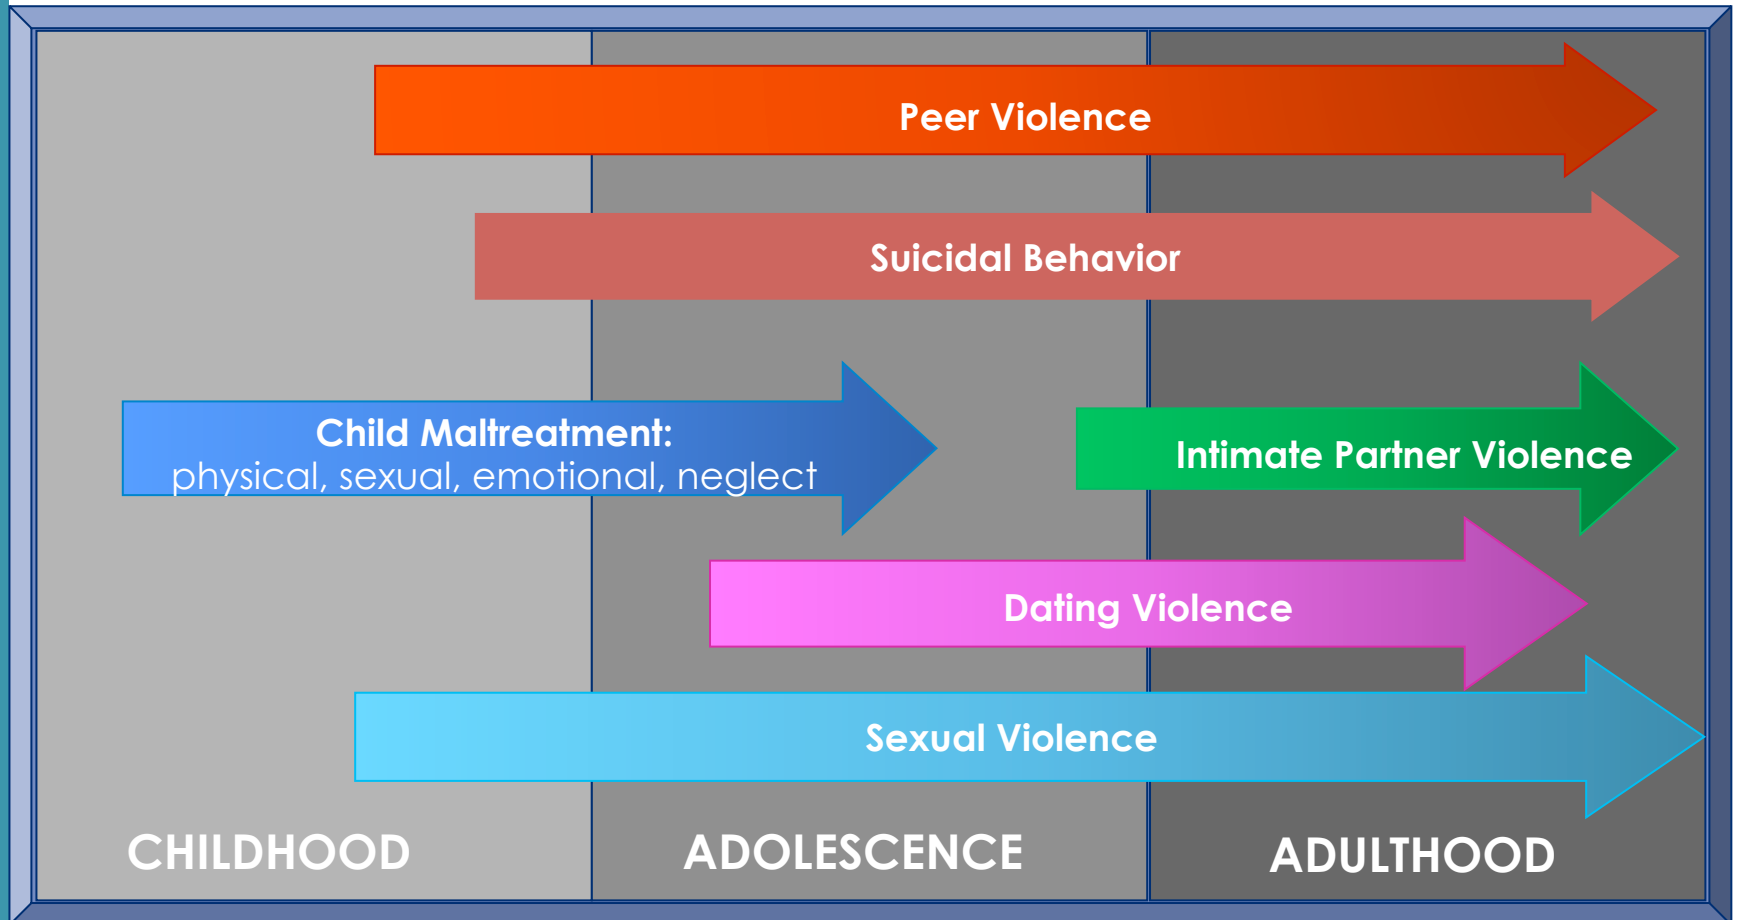 Peer Violence
Suicidal Behavior
Child Maltreatment:
physical, sexual, emotional, neglect
Intimate Partner Violence
Dating Violence
Sexual Violence
CHILDHOOD
ADOLESCENCE
ADULTHOOD